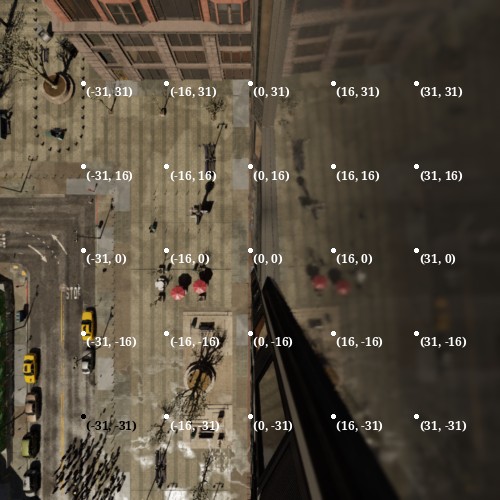 (-31, 31) (-16, 31) (0, 31) (16, 31) (31, 31)
(-31, 16) (-16, 16) (0, 16) (16, 16) (31, 16)
(-31, 0) (-16, 0) (0, 0) (16, 0) (31, 0)
STOP
(-31, -16) (-16, -16) (0, -16) (16, -16) (31, -16)
(-31, -31) (-16, -31) (0, -31) (16, -31) (31, -31)